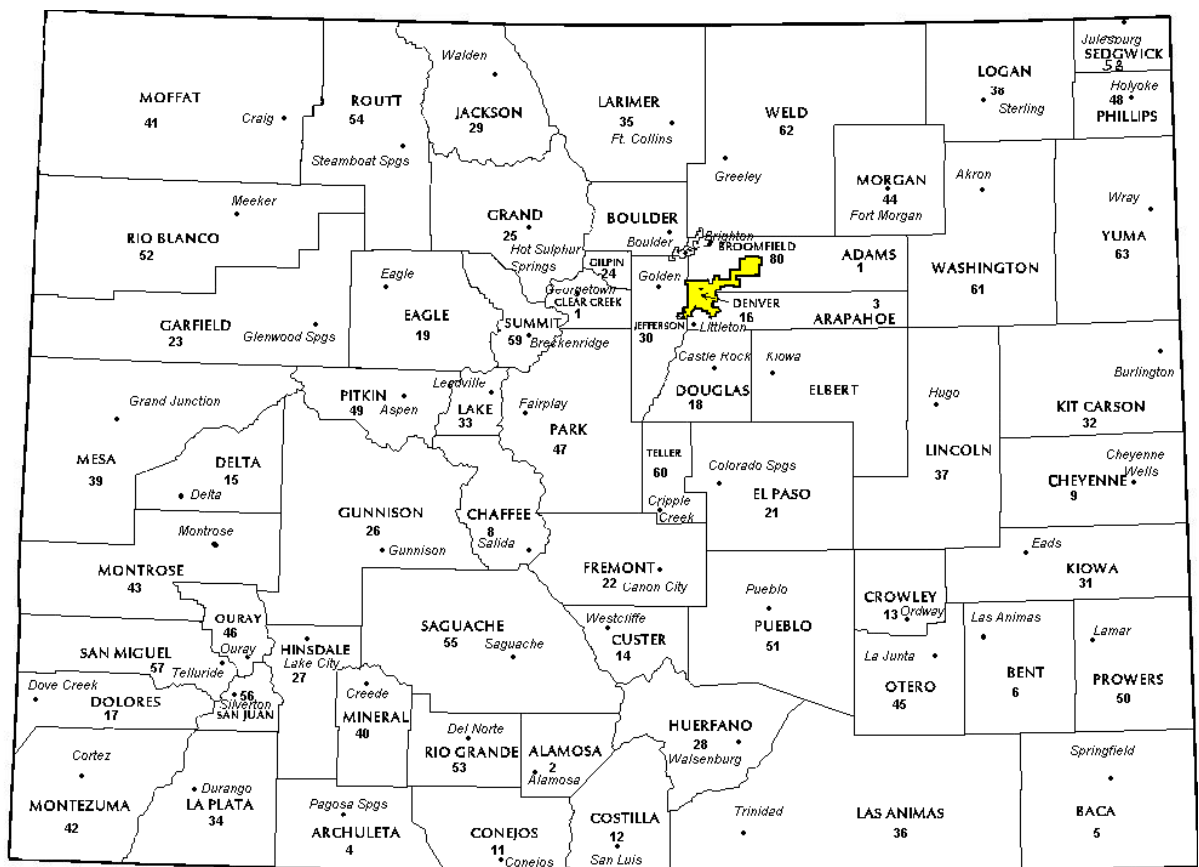 Julesburg
SEDGWICK
58
Walden
LOGAN
38
Sterling
Holyoke
48
PHILLIPS
MOFFAT
41
Craig
ROUTT
54
Steamboat Spgs
JACKSON
29
LARIMER
35
Ft. Collins
WELD
62
Greeley
MORGAN
44
Fort Morgan
Akron
WASHINGTON
61
Wray
YUMA
63
Meeker
RIO BLANCO
52
GRAND
25
Hot Sulphur
Springs
BOULDER
Boulder
Brighton
BROOMFIELD
80
ADAMS
1
GILPIN
24
Golden
Georgetown
CLEAR CREEK
1
DENVER
16
3
ARAPAHOE
Littleton
JEFFERSON
30
Eagle
EAGLE
19
SUMMIT
59
Breckenridge
GARFIELD
23
Glenwood Spgs
Castle Rock
DOUGLAS
18
Kiowa
ELBERT
Hugo
LINCOLN
37
Burlington
KIT CARSON
32
PITKIN
49
Aspen
Leadville
LAKE
33
Fairplay
PARK
47
Grand Junction
MESA
39
DELTA
15
Delta
TELLER
60
Cripple
Creek
Colorado Spgs
EL PASO
21
Cheyenne
Wells
CHEYENNE
9
GUNNISON
26
Gunnison
CHAFFEE
8
Salida
Montrose
MONTROSE
43
FREMONT
22
Canon City
Pueblo
PUEBLO
51
Eads
KIOWA
31
CROWLEY
13
Ordway
OURAY
46
Ouray
HINSDALE
Lake City
27
SAGUACHE
55
Saguache
Westcliffe
CUSTER
14
Las Animas
BENT
6
Lamar
PROWERS
50
La Junta
OTERO
45
SAN MIGUEL
57
Telluride
Dove Creek
DOLORES
17
56
Silverton
SAN JUAN
Creede
MINERAL
40
Del Norte
RIO GRANDE
53
ALAMOSA
2
Alamosa
HUERFANO
28
Walsenburg
Cortez
MONTEZUMA
42
Durango
LA PLATA
34
Pagosa Spgs
ARCHULETA
4
CONEJOS
11
Conejos
COSTILLA
12
San Luis
Trinidad
LAS ANIMAS
36
Springfield
BACA
5